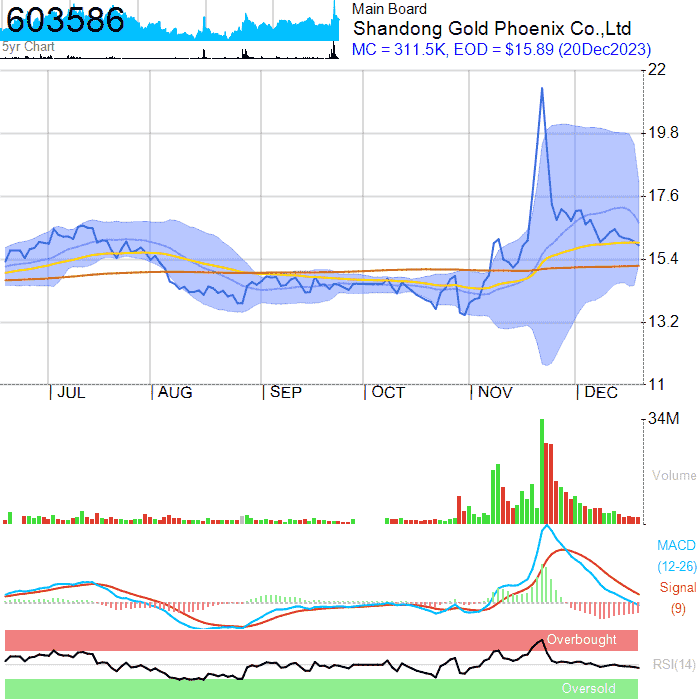 603586
5yr Chart
Main Board
Shandong Gold Phoenix Co.,Ltd
MC = 311.5K, EOD = $15.89 (20Dec2023)
22
19.8
17.6
15.4
13.2
11
JUL AUG SEP OCT NOV DEC
34M
Volume
MACD
(12-26)
Signal
(9)
Overbought
RSI(14)
Oversold